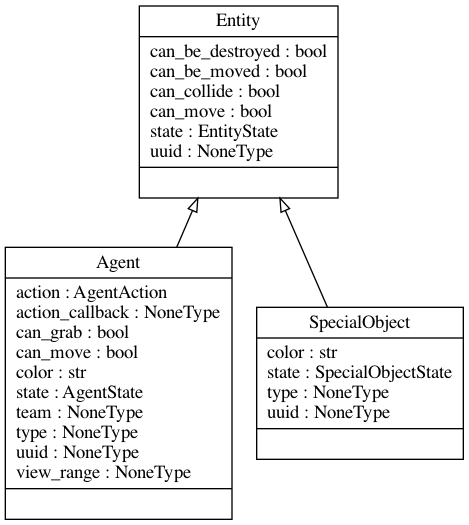 Entity
can_be_destroyed : bool
can_be_moved : bool
can_collide : bool
can_move : bool
state : EntityState
uuid : NoneType
Agent
action : AgentAction
action_callback : NoneType
can_grab : bool
can_move : bool
color : str
state : AgentState
team : NoneType
type : NoneType
uuid : NoneType
view_range : NoneType
SpecialObject
color : str
state : SpecialObjectState
type : NoneType
uuid : NoneType